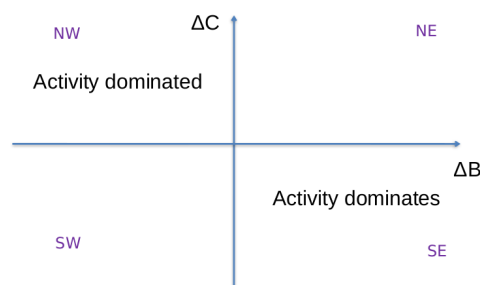 NW
ΔC
NE
Activity dominated
ΔB
Activity dominates
SW
SE